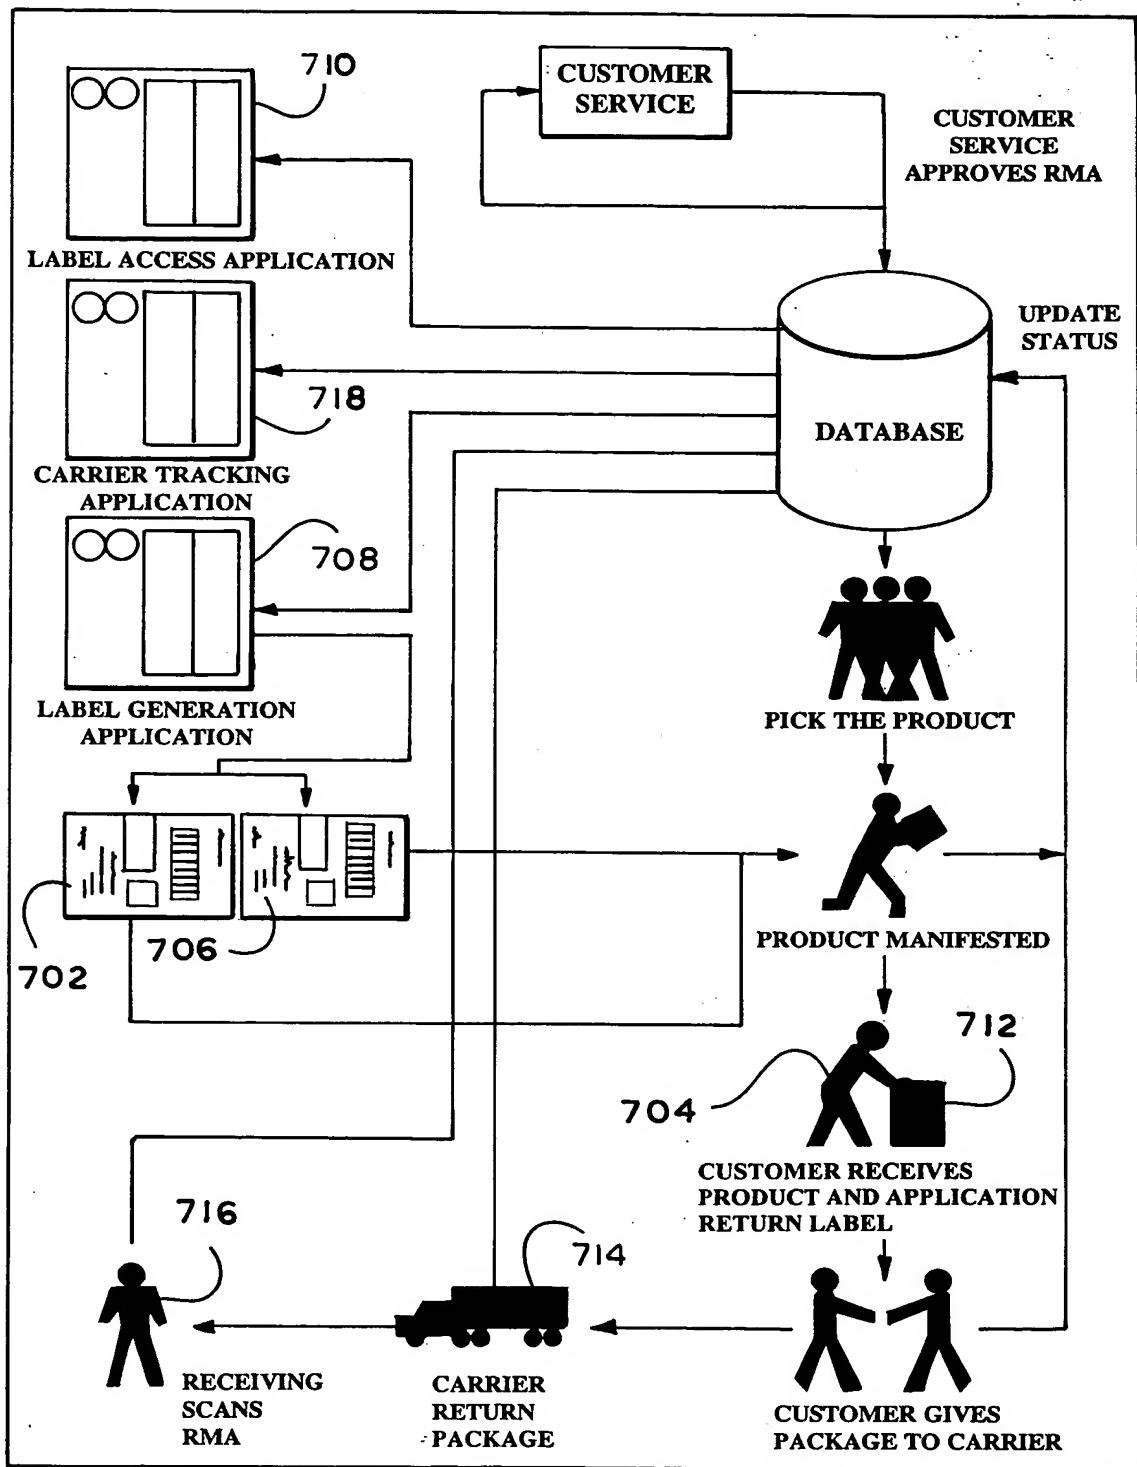 710
CUSTOMER
SERVICE
CUSTOMER
SERVICE
APPROVES RMA
LABEL ACCESS APPLICATION
UPDATE
STATUS
718
DATABASE
CARRIER TRACKING
APPLICATION
708
LABEL GENERATION
APPLICATION
PICK THE PRODUCT
702
706
PRODUCT MANIFESTED
712
704
CUSTOMER RECEIVES
PRODUCT AND APPLICATION
RETURN LABEL
716
714
RECEIVING
SCANS
RMA
CARRIER
RETURN
PACKAGE
CUSTOMER GIVES
PACKAGE TO CARRIER